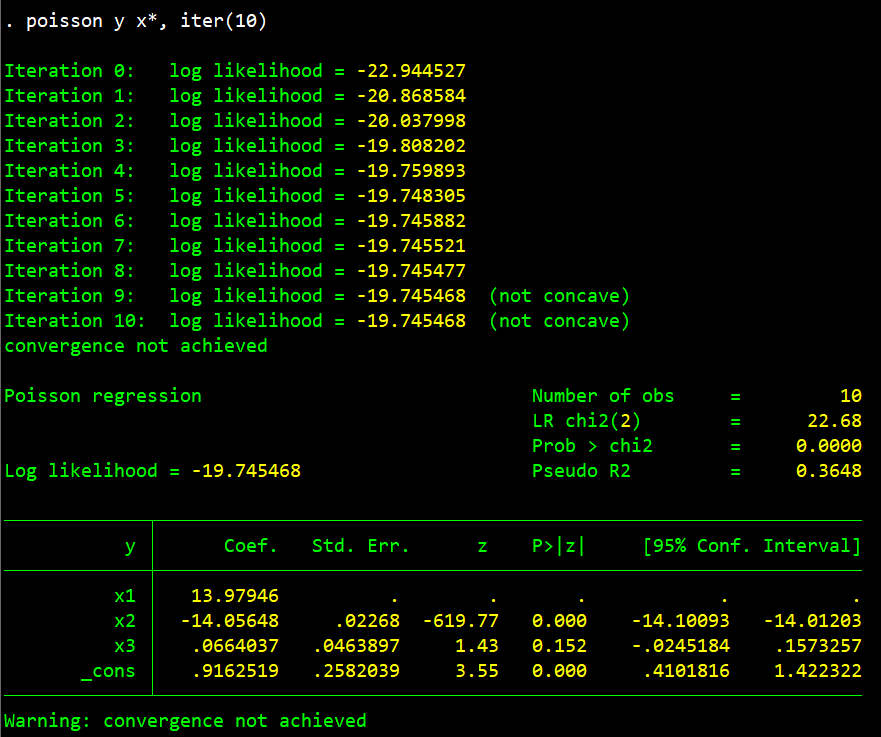 . poisson y x*, iter(10)
Iteration 0:   log likelihood = -22.944527
Iteration 1:   log likelihood = -20.868584
Iteration 2:   log likelihood = -20.037998
Iteration 3:   log likelihood = -19.808202
Iteration 4:   log likelihood = -19.759893
Iteration 5:   log likelihood = -19.748305
Iteration 6:   log likelihood = -19.745882
Iteration 7:   log likelihood = -19.745521
Iteration 8:   log likelihood = -19.745477
Iteration 9:   log likelihood = -19.745468  (not concave)
Iteration 10:  log likelihood = -19.745468  (not concave)
convergence not achieved
Poisson regression                              Number of obs     =         10
LR chi2(2)        =      22.68
Prob > chi2       =     0.0000
Log likelihood = -19.745468                     Pseudo R2         =     0.3648
y |      Coef.   Std. Err.      z    P>|z|     [95% Conf. Interval]
x1 |   13.97946          .        .       .            .           .
x2 |  -14.05648     .02268  -619.77   0.000    -14.10093   -14.01203
x3 |   .0664037   .0463897     1.43   0.152    -.0245184    .1573257
_cons |   .9162519   .2582039     3.55   0.000     .4101816    1.422322
Warning: convergence not achieved